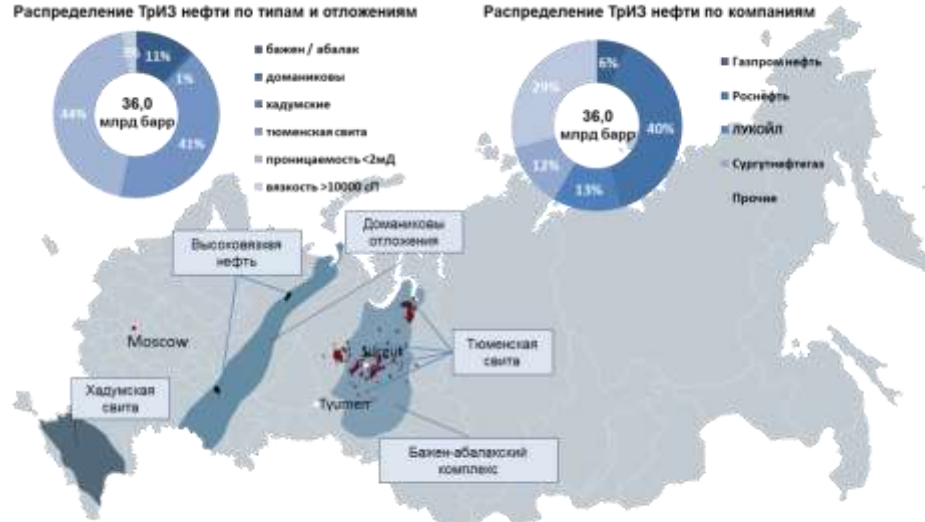 Распределение ТрИЗ нефти по типам и отложениям
11%
1%
41%
44%
3%
36,0
млрд барр
бажен / абалак
доманиковы
хадумские
тюменская свита
проницаемость <2мД
вязкость >10000 сП
Распределение ТрИЗ нефти по компаниям
6%
40%
13%
12%
29%
36,0
млрд барр
Газпром нефть
Роснефть
ЛУКОЙЛ
Сургутнефтегаз
Прочие
Высоковязкая
нефть
Доманиковы
отложения
Moscow
Surgut
Тюменская
свита
Хадумская
свита
Tyumen
Бажен-абалакский
комплекс